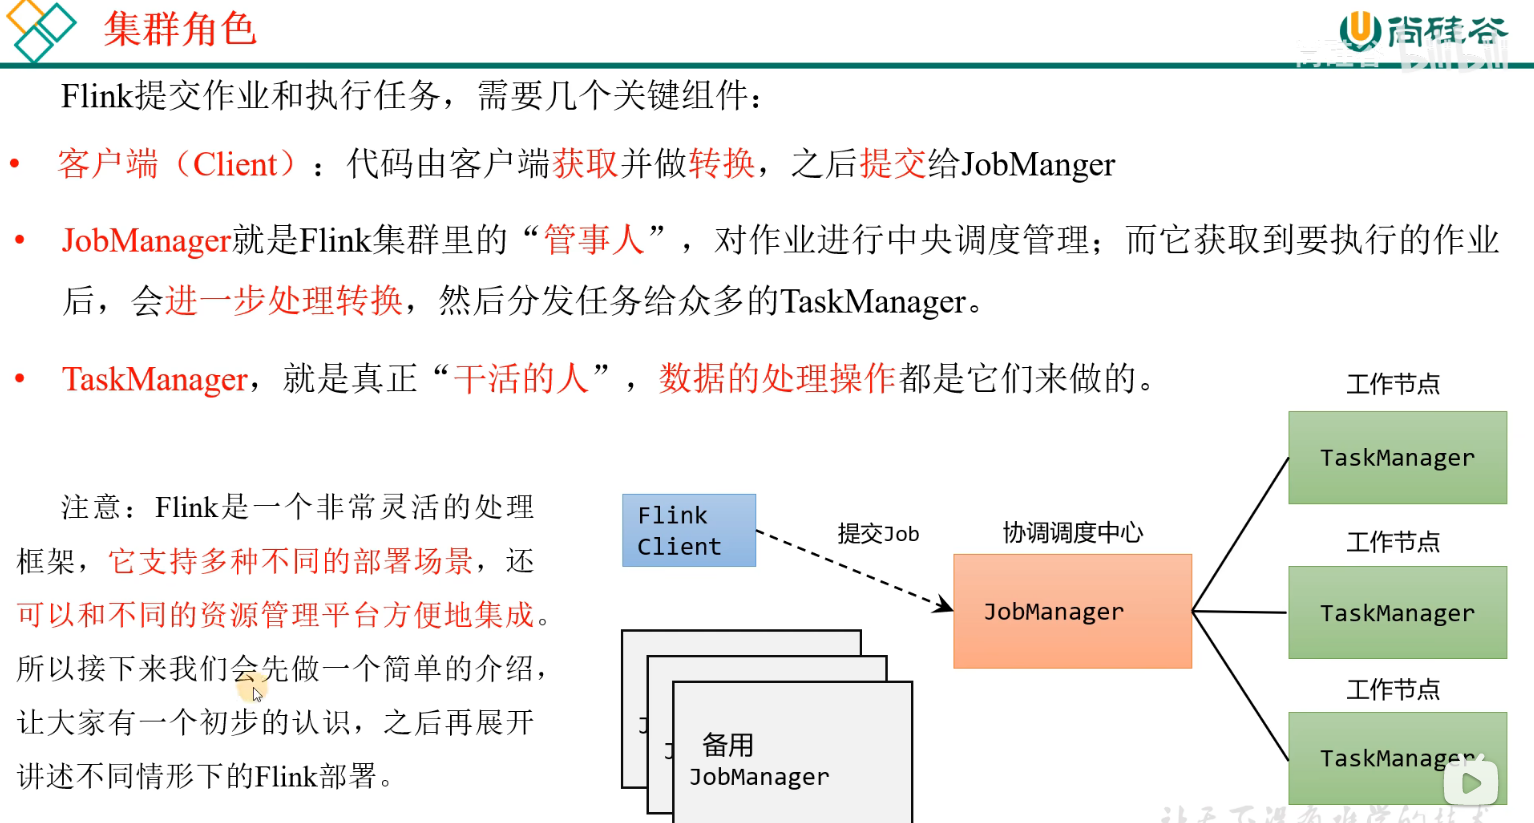 集群角色
尚硅谷
bilibili
Flink提交作业和执行任务，需要几个关键组件：
• 客户端（Client）：代码由客户端获取并做转换，之后提交给JobManger
• JobManager就是Flink集群里的“管事人”，对作业进行中央调度管理；而它获取到要执行的作业
后，会进一步处理转换，然后分发任务给众多的TaskManager。
• TaskManager，就是真正“干活的人”，数据的处理操作都是它们来做的。
注意：Flink是一个非常灵活的处理
框架，它支持多种不同的部署场景，还
可以和不同的资源管理平台方便地集成。
所以接下来我们会先做一个简单的介绍，
让大家有一个初步的认识，之后再展开
讲述不同情形下的Flink部署。
Flink
Client
提交Job
协调调度中心
JobManager
工作节点
TaskManager
工作节点
TaskManager
工作节点
TaskManager
J
J
备用
JobManager
让天下没有难学的技术